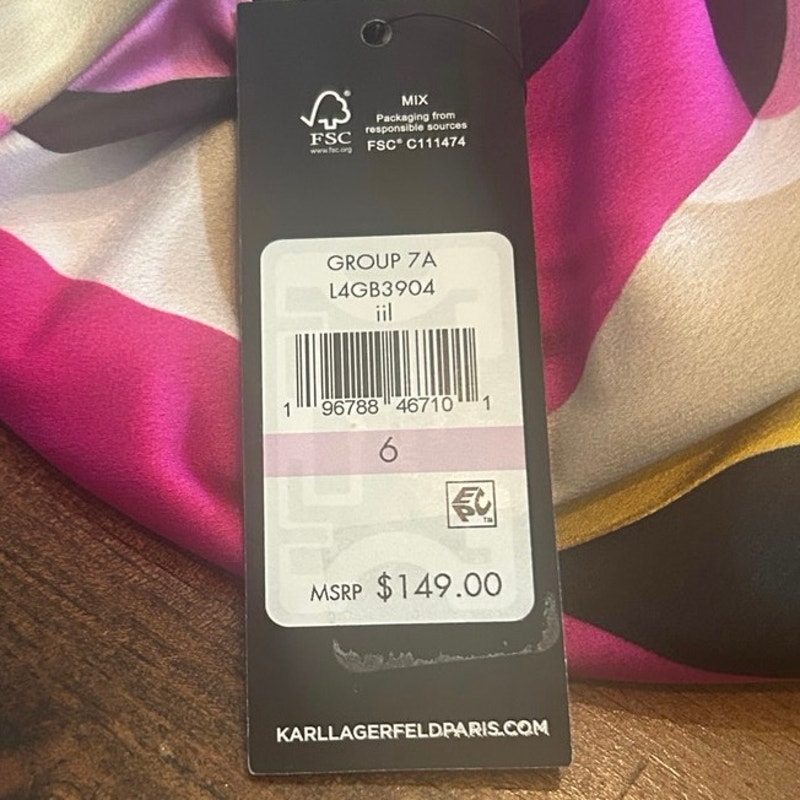 FSC®
www.fsc.org
MIX
Packaging from
responsible sources
FSC® C111474
GROUP 7A
L4GB3904
iil
1 96788 46710 1
6
EPC™
MSRP $149.00
KARLLAGERFELDPARIS.COM